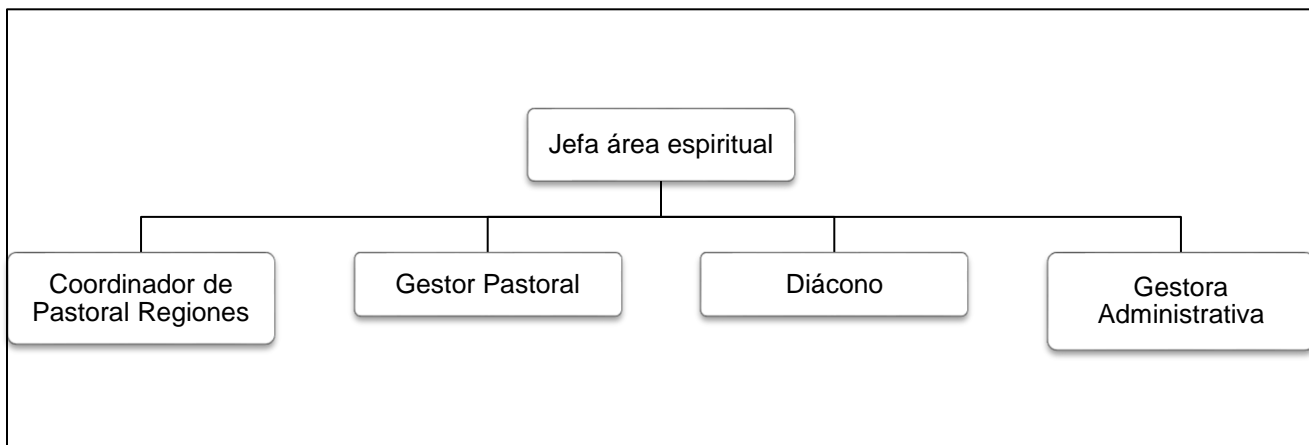 Jefa área espiritual
Coordinador de
Pastoral Regiones
Gestor Pastoral
Diácono
Gestora
Administrativa